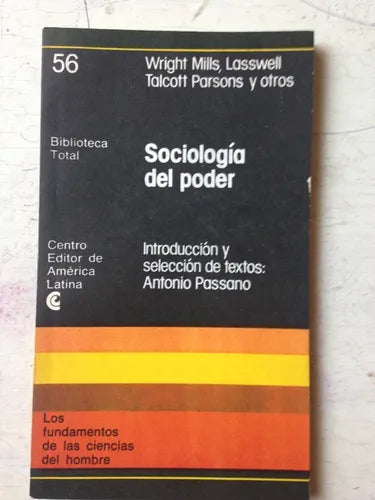 56
Wright Mills, Lasswell
Talcott Parsons y otros
Biblioteca
Total
Sociología
del poder
Centro
Editor de
América
Latina
Introducción y
selección de textos:
Antonio Passano
Los
fundamentos
de las ciencias
del hombre